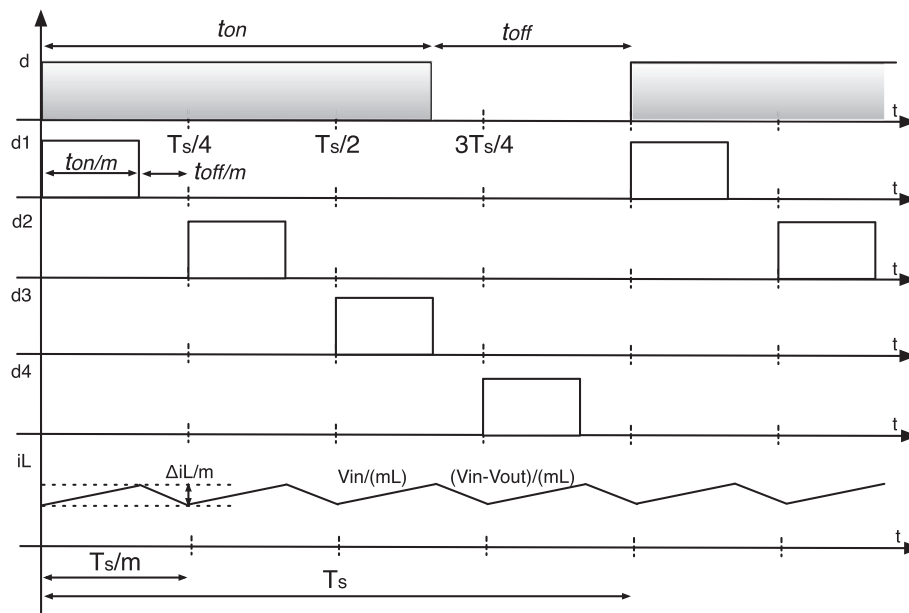 ton toff
d t
Ts/4 Ts/2 3Ts/4
d1 ton/m toff/m t
d2 t
d3 t
d4 t
iL ΔiL/m Vin/(mL) (Vin-Vout)/(mL)
t
Ts/m
Ts